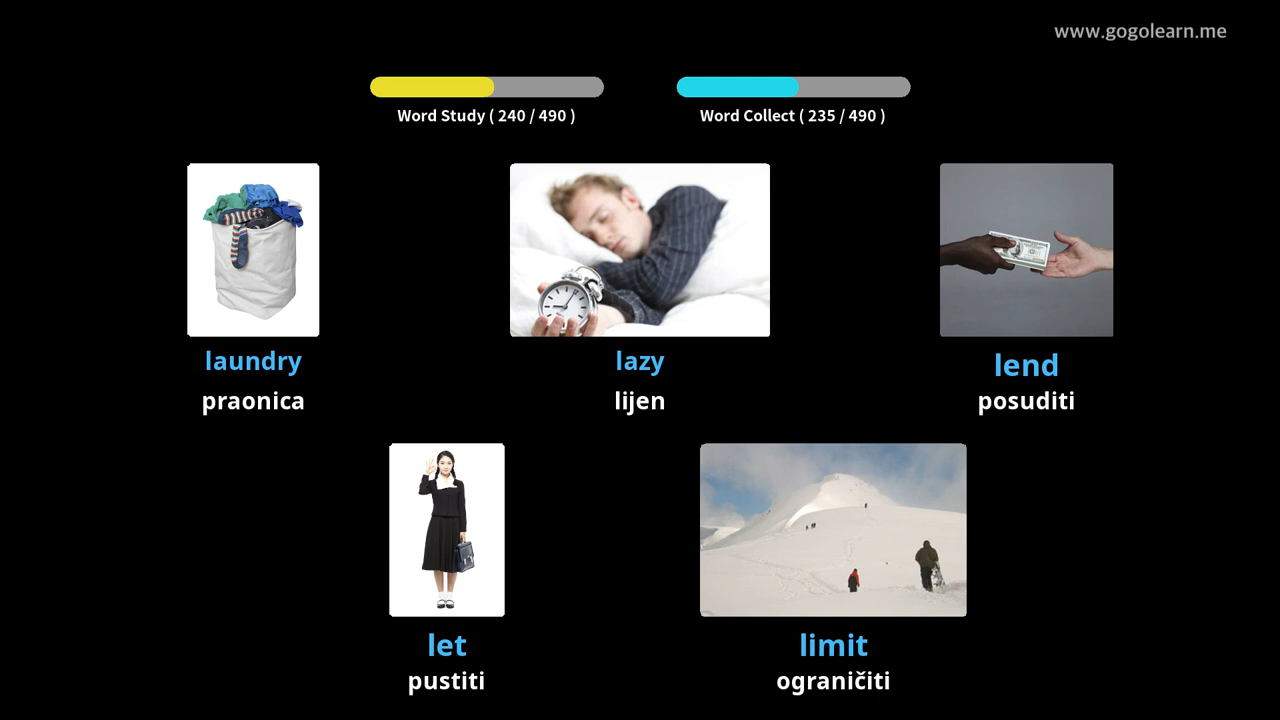 www.gogolearn.me
Word Study ( 240 / 490 )
Word Collect ( 235 / 490 )
laundry
praonica
lazy
lijen
lend
posuditi
let
pustiti
limit
ograničiti